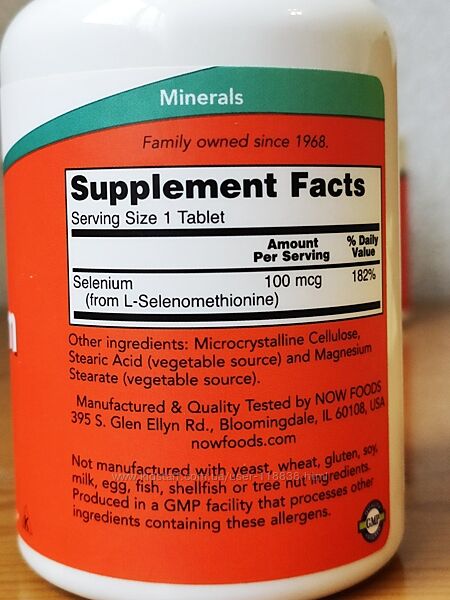 Minerals
Family owned since 1968.
Supplement Facts
Serving Size 1 Tablet
Amount Per Serving
% Daily Value
Selenium 100 mcg 182%
(from L-Selenomethionine)
Other ingredients: Microcrystalline Cellulose,
Stearic Acid (vegetable source) and Magnesium
Stearate (vegetable source).
Manufactured & Quality Tested by NOW FOODS
395 S. Glen Ellyn Rd., Bloomingdale, IL 60108, USA
nowfoods.com
Not manufactured with yeast, wheat, gluten, soy,
milk, egg, fish, shellfish or tree nut ingredients.
Produced in a GMP facility that processes other
ingredients containing these allergens.
GMP